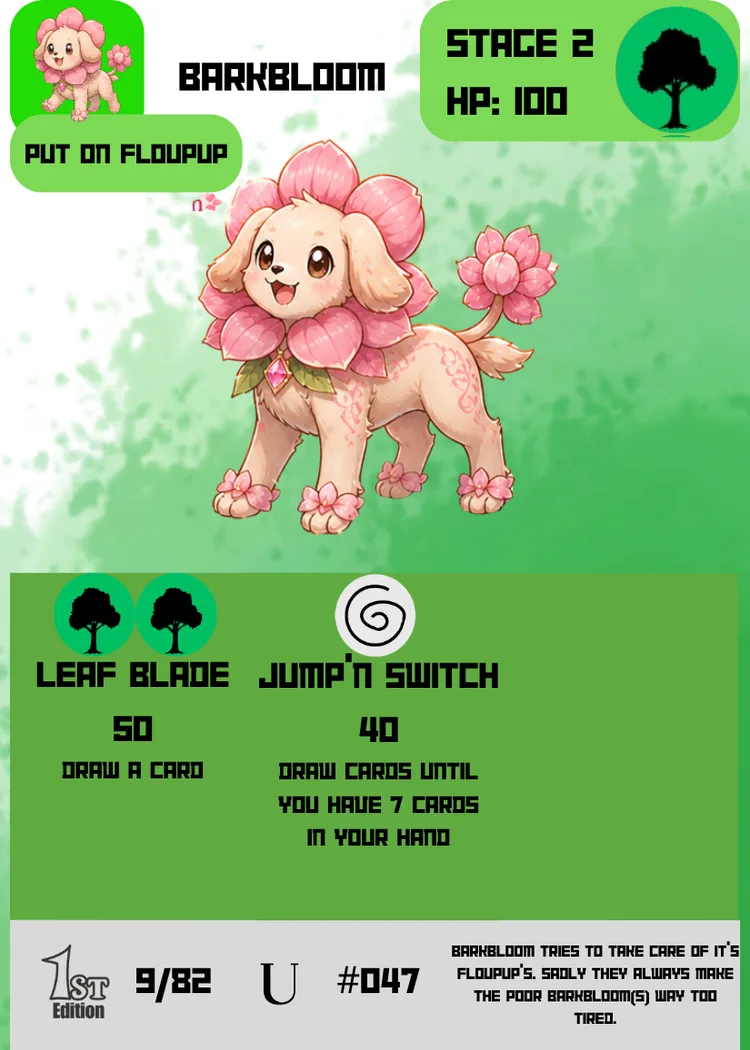 BARKBLOOM
STAGE 2
HP: 100
PUT ON FLOUPUP
n
LEAF BLADE
50
DRAW A CARD
JUMP'N SWITCH
40
DRAW CARDS UNTIL
YOU HAVE 7 CARDS
IN YOUR HAND
1ST
Edition
9/82
U
#047
BARKBLOOM TRIES TO TAKE CARE OF IT'S
FLOUPUP'S. SADLY THEY ALWAYS MAKE
THE POOR BARKBLOOM(S) WAY TOO
TIRED.